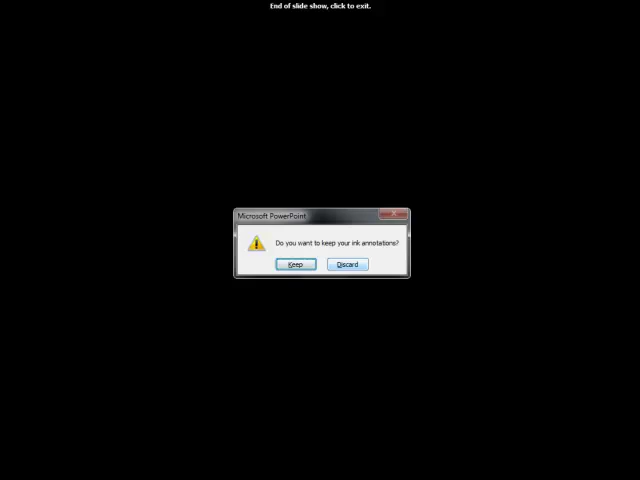 End of slide show, click to exit.
Microsoft PowerPoint
Do you want to keep your ink annotations?
Keep
Discard